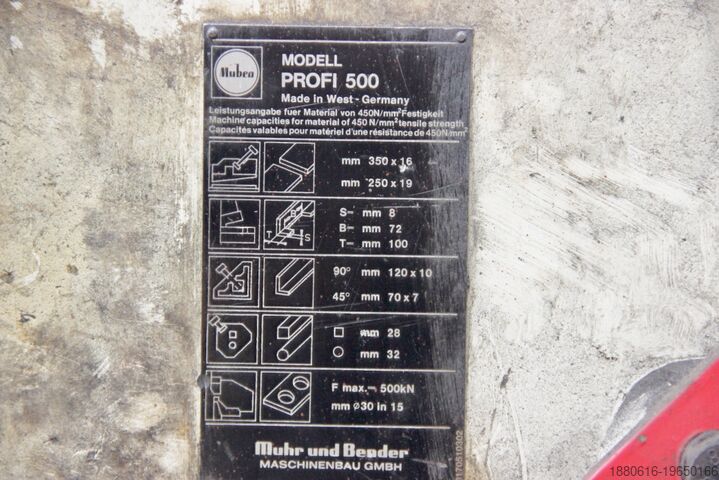 Mubea
MODELL
PROFI 500
Made in West - Germany
Leistungsangabe fuer Material von 450N/mm² Festigkeit
Machine capacities for material of 450 N/mm² tensile strength
Capacités valables pour matériel d'une résistance de 450N/mm²
mm 350 x 16
mm 250 x 19
S= mm 8
B= mm 72
T= mm 100
T S
90° mm 120 x 10
45° mm 70 x 7
□ mm 28
○ mm 32
F max.= 500kN
mm ø30 in 15
Muhr und Bender
MASCHINENBAU GMBH
1880616-19650166